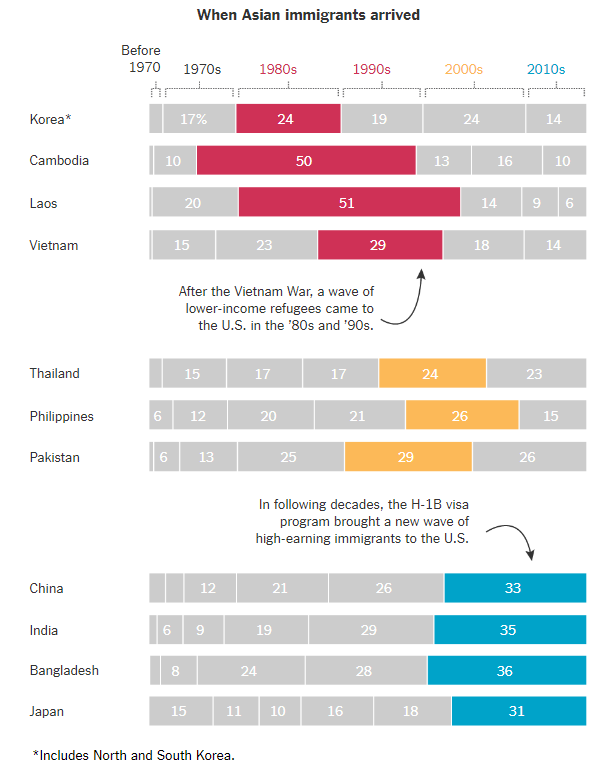 When Asian immigrants arrived
Before
1970 1970s 1980s 1990s 2000s 2010s
Korea* 17% 24 19 24 14
Cambodia 10 50 13 16 10
Laos 20 51 14 9 6
Vietnam 15 23 29 18 14
After the Vietnam War, a wave of
lower-income refugees came to
the U.S. in the ’80s and ’90s.
Thailand 15 17 17 24 23
Philippines 6 12 20 21 26 15
Pakistan 6 13 25 29 26
In following decades, the H-1B visa
program brought a new wave of
high-earning immigrants to the U.S.
China 12 21 26 33
India 6 9 19 29 35
Bangladesh 8 24 28 36
Japan 15 11 10 16 18 31
*Includes North and South Korea.